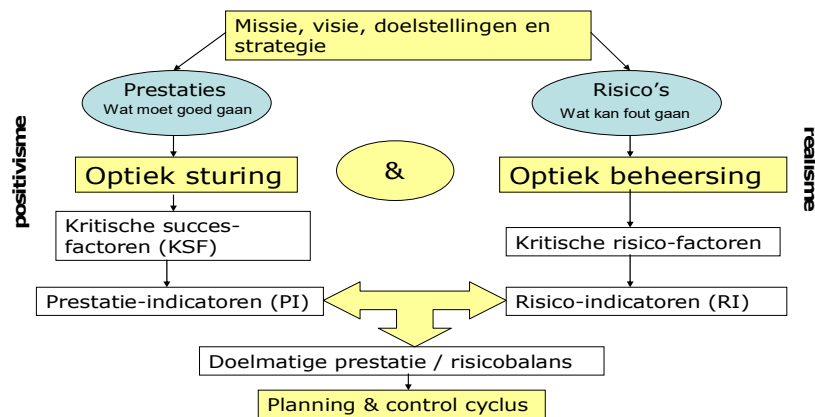 Missie, visie, doelstellingen en
strategie
Prestaties
Wat moet goed gaan
Risico's
Wat kan fout gaan
positivisme
realisme
Optiek sturing
&
Optiek beheersing
Kritische succes-
factoren (KSF)
Kritische risico-factoren
Prestatie-indicatoren (PI)
Risico-indicatoren (RI)
Doelmatige prestatie / risicobalans
Planning & control cyclus